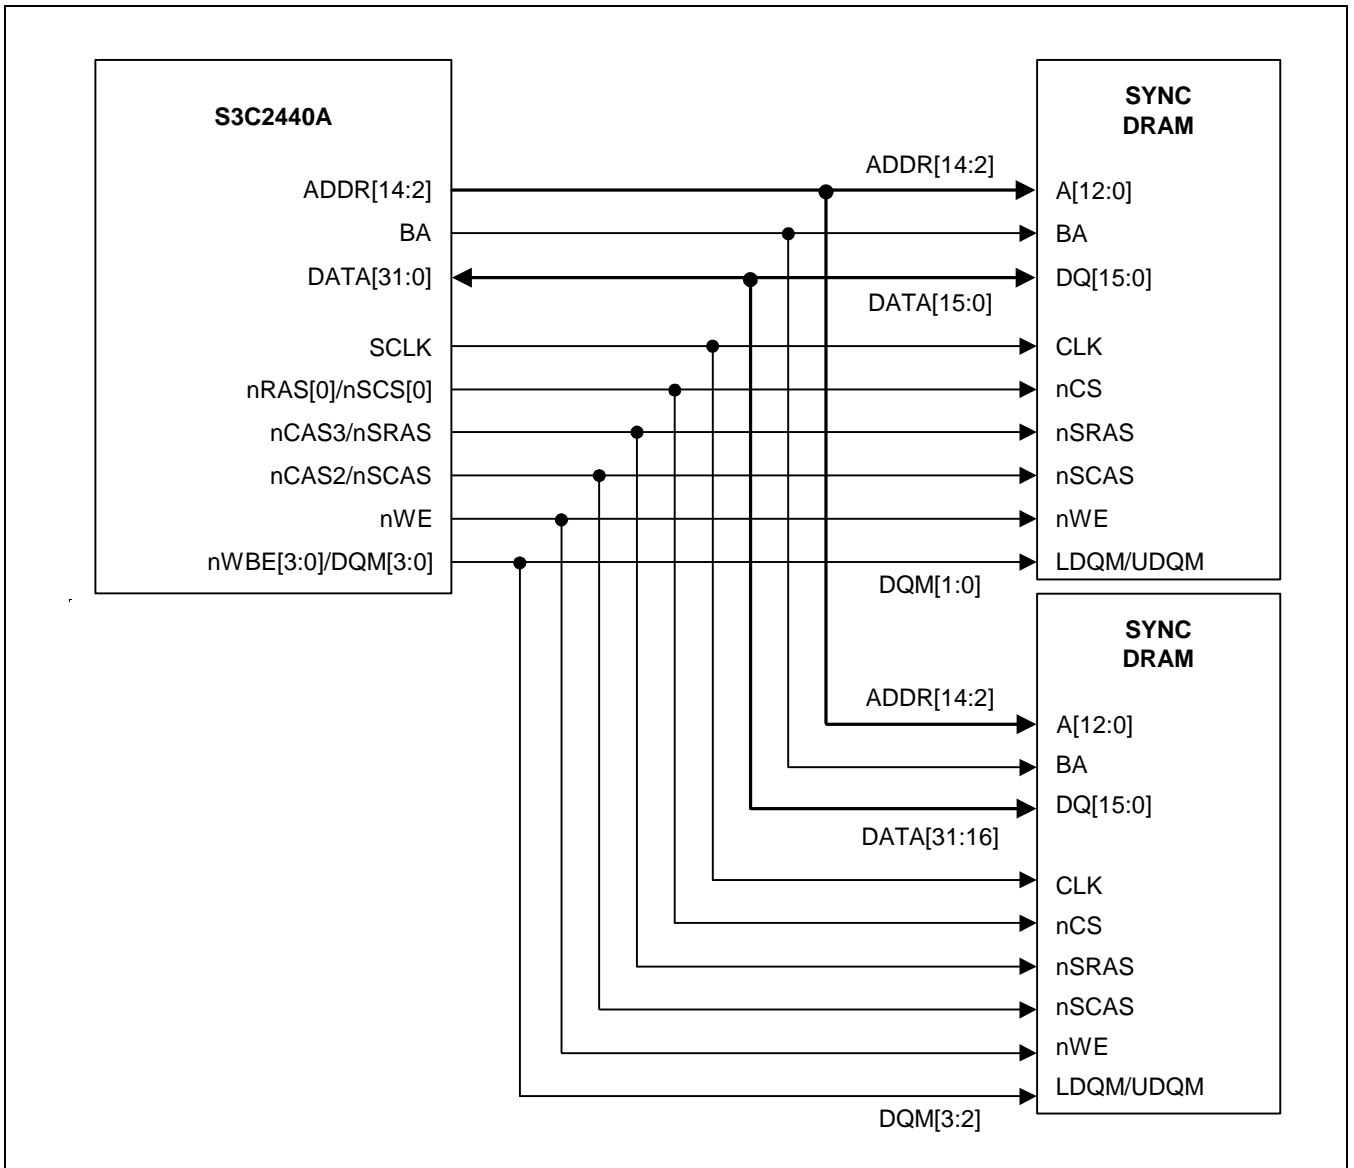 S3C2440A
ADDR[14:2]
BA
DATA[31:0]
SCLK
nRAS[0]/nSCS[0]
nCAS3/nSRAS
nCAS2/nSCAS
nWE
nWBE[3:0]/DQM[3:0]
ADDR[14:2]
DATA[15:0]
DQM[1:0]
SYNC
DRAM
A[12:0]
BA
DQ[15:0]
CLK
nCS
nSRAS
nSCAS
nWE
LDQM/UDQM
ADDR[14:2]
DATA[31:16]
DQM[3:2]
SYNC
DRAM
A[12:0]
BA
DQ[15:0]
CLK
nCS
nSRAS
nSCAS
nWE
LDQM/UDQM